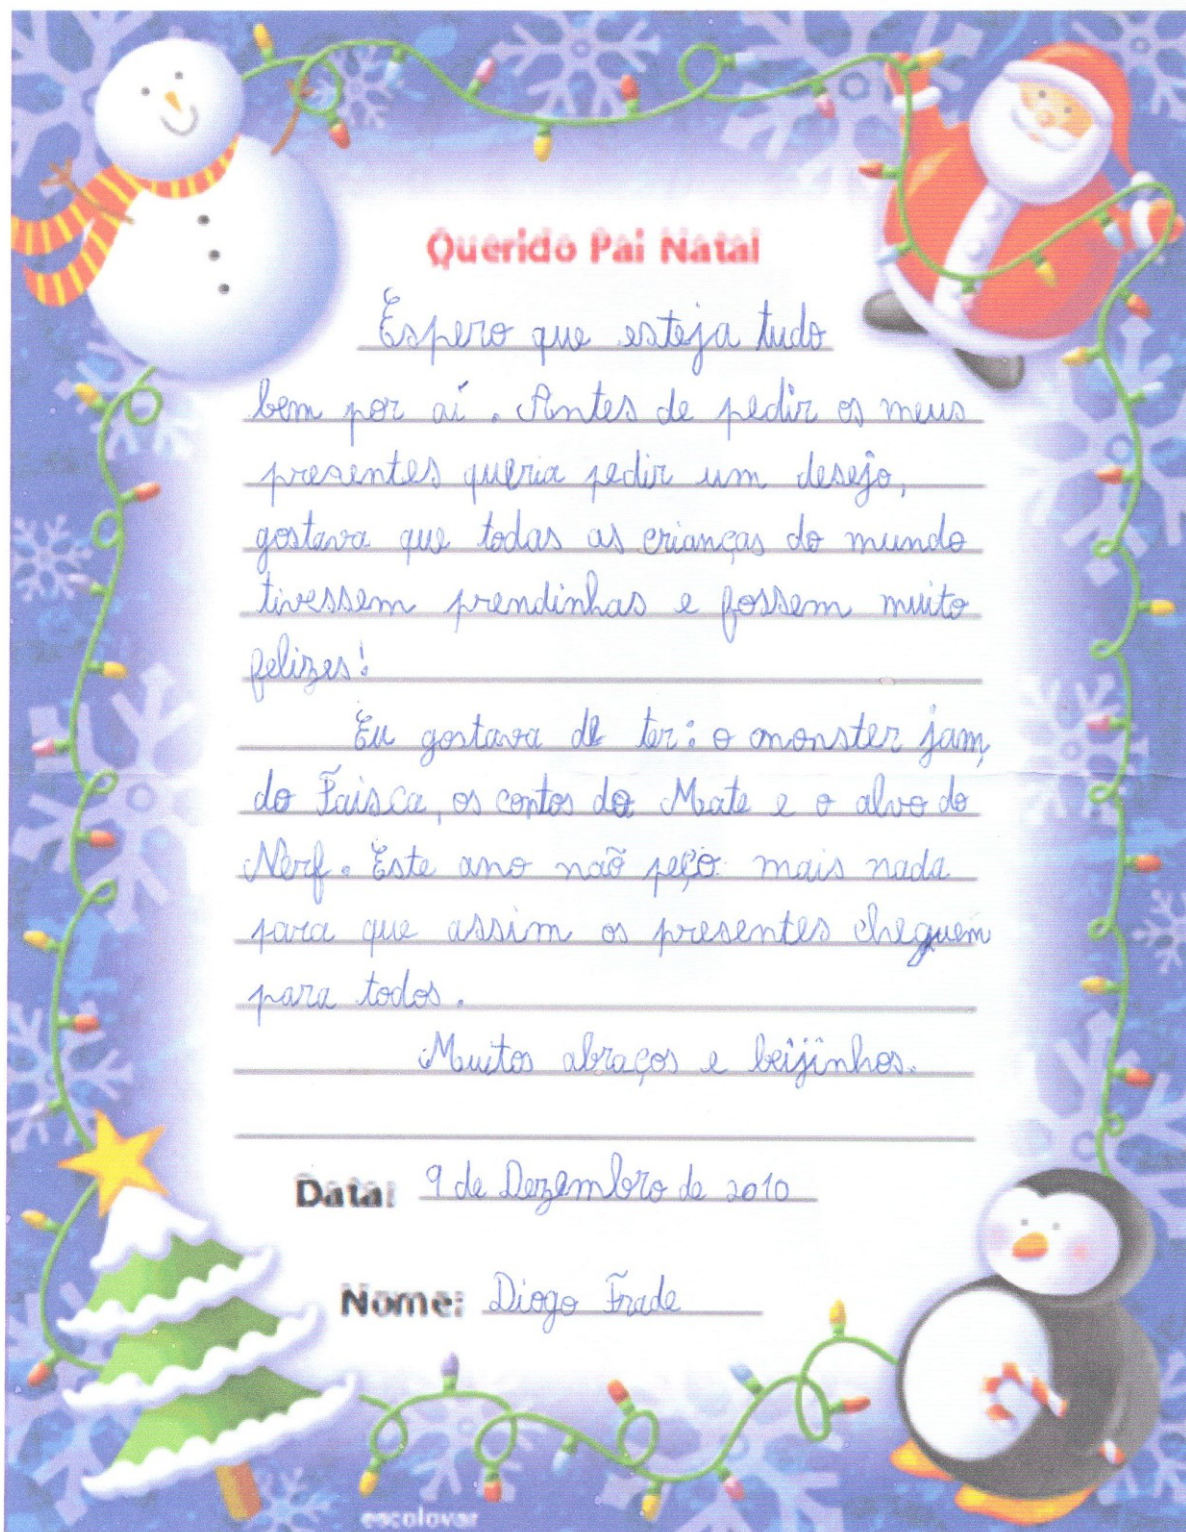 Querido Pai Natal
Espero que esteja tudo
bem por aí. Antes de pedir os meus
presentes queria pedir um desejo,
gostava que todas as crianças do mundo
tivessem prendinhas e fossem muito
felizes!
Eu gostava de ter: o monster jam,
do Faisca, os contos do Mate e o alvo do
Nerf. Este ano não peço mais nada
para que assim os presentes cheguem
para todos.
Muitos abraços e beijinhos.
Data: 9 de Dezembro de 2010
Nome: Diogo Frade
escolovar